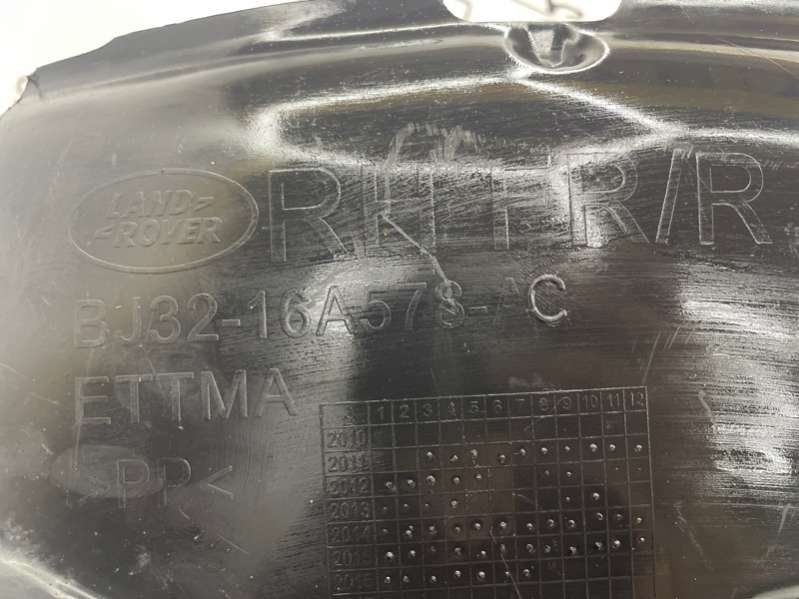 LAND-
-ROVER
RH FR/R
BJ32-16A578-AC
ETTMA
>PP<
1 2 3 4 5 6 7 8 9 10 11 12
2010
2011
2012
2013
2014
2015